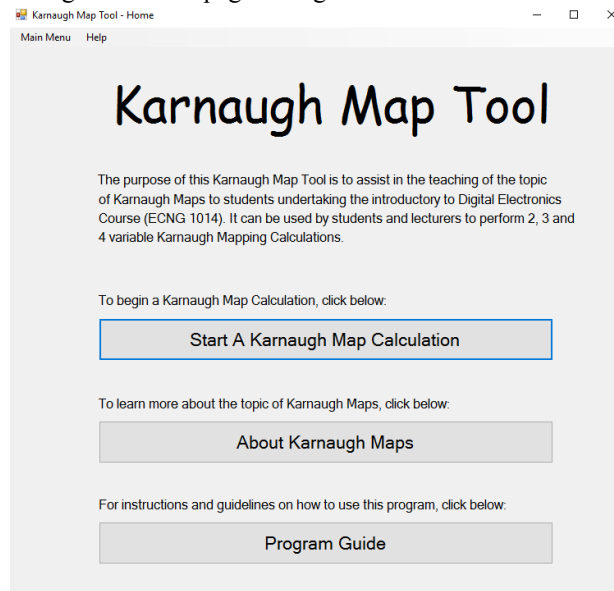 Karnaugh Map Tool - Home
Main Menu Help
Karnaugh Map Tool
The purpose of this Karnaugh Map Tool is to assist in the teaching of the topic
of Karnaugh Maps to students undertaking the introductory to Digital Electronics
Course (ECNG 1014). It can be used by students and lecturers to perform 2, 3 and
4 variable Karnaugh Mapping Calculations.
To begin a Karnaugh Map Calculation, click below:
Start A Karnaugh Map Calculation
To learn more about the topic of Karnaugh Maps, click below:
About Karnaugh Maps
For instructions and guidelines on how to use this program, click below:
Program Guide